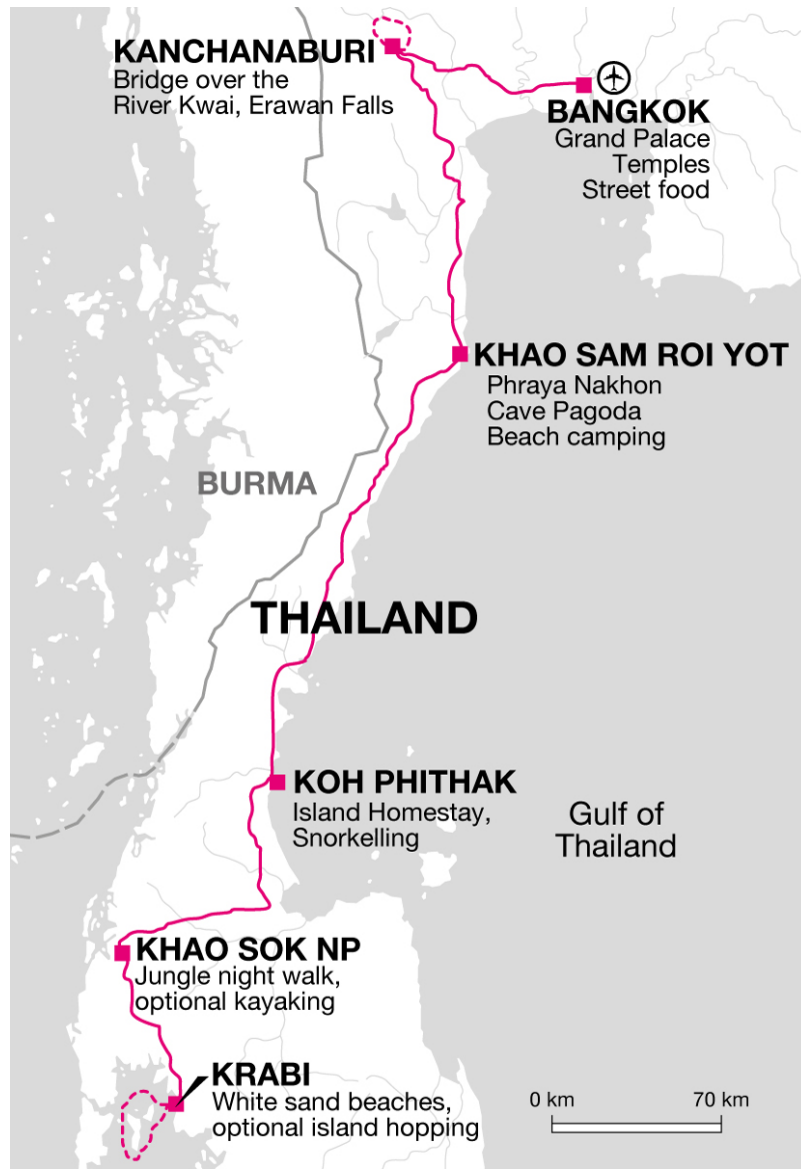 KANCHANABURI
Bridge over the
River Kwai, Erawan Falls
BANGKOK
Grand Palace
Temples
Street food
KHAO SAM ROI YOT
Phraya Nakhon
Cave Pagoda
Beach camping
BURMA
THAILAND
KOH PHITHAK
Island Homestay,
Snorkelling
Gulf of
Thailand
KHAO SOK NP
Jungle night walk,
optional kayaking
KRABI
White sand beaches,
optional island hopping
0 km
70 km